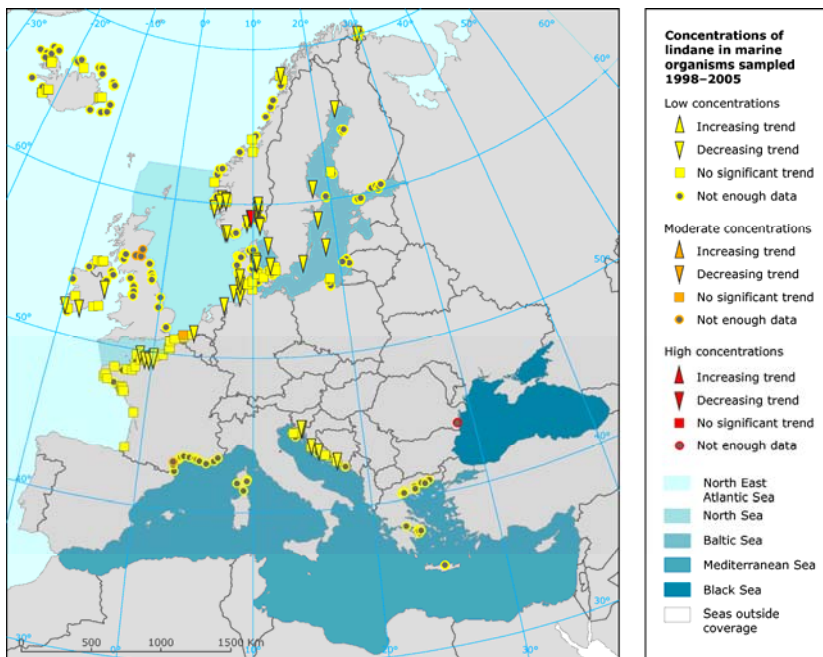 -30° -20° -10° 0° 10° 20° 30° 40° 50° 60°
60°
60°
50°
50°
40°
40°
30°
30°
0° 10° 20°
0 500 1000 1500 Km
Concentrations of
lindane in marine
organisms sampled
1998–2005
Low concentrations
Increasing trend
Decreasing trend
No significant trend
Not enough data
Moderate concentrations
Increasing trend
Decreasing trend
No significant trend
Not enough data
High concentrations
Increasing trend
Decreasing trend
No significant trend
Not enough data
North East
Atlantic Sea
North Sea
Baltic Sea
Mediterranean Sea
Black Sea
Seas outside
coverage